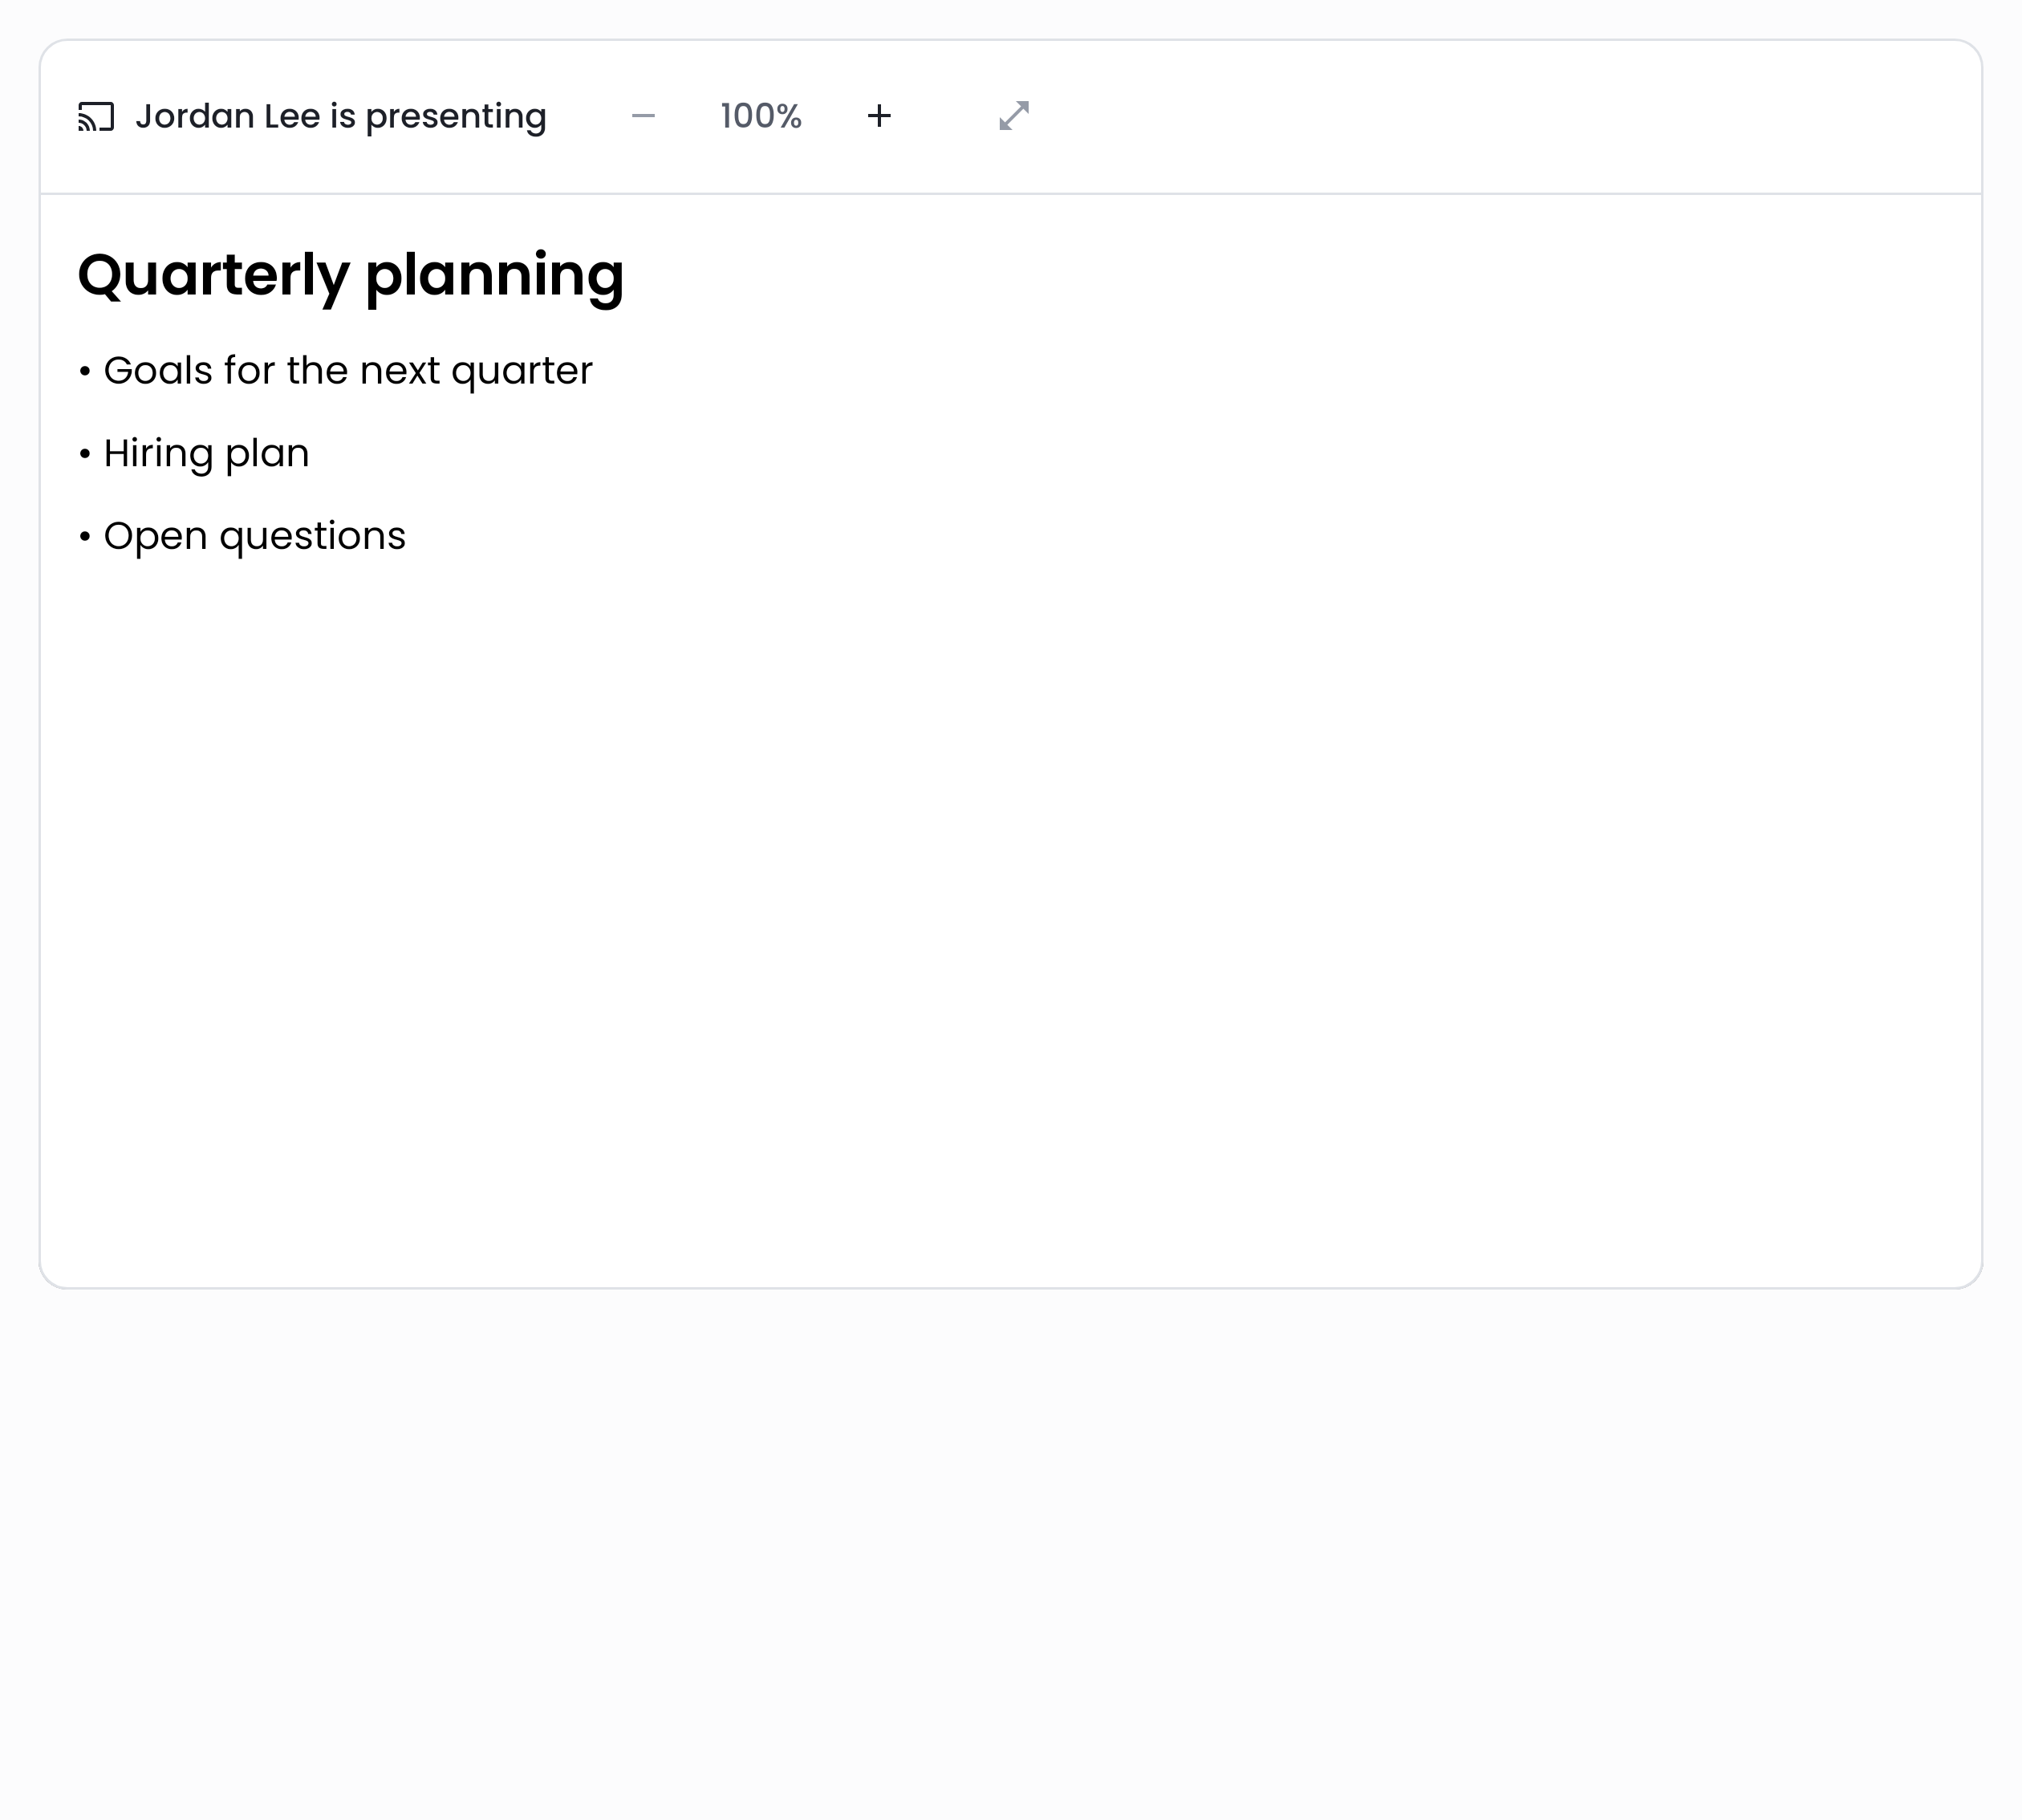 Jordan Lee is presenting − 100% +
Quarterly planning
• Goals for the next quarter
• Hiring plan
• Open questions